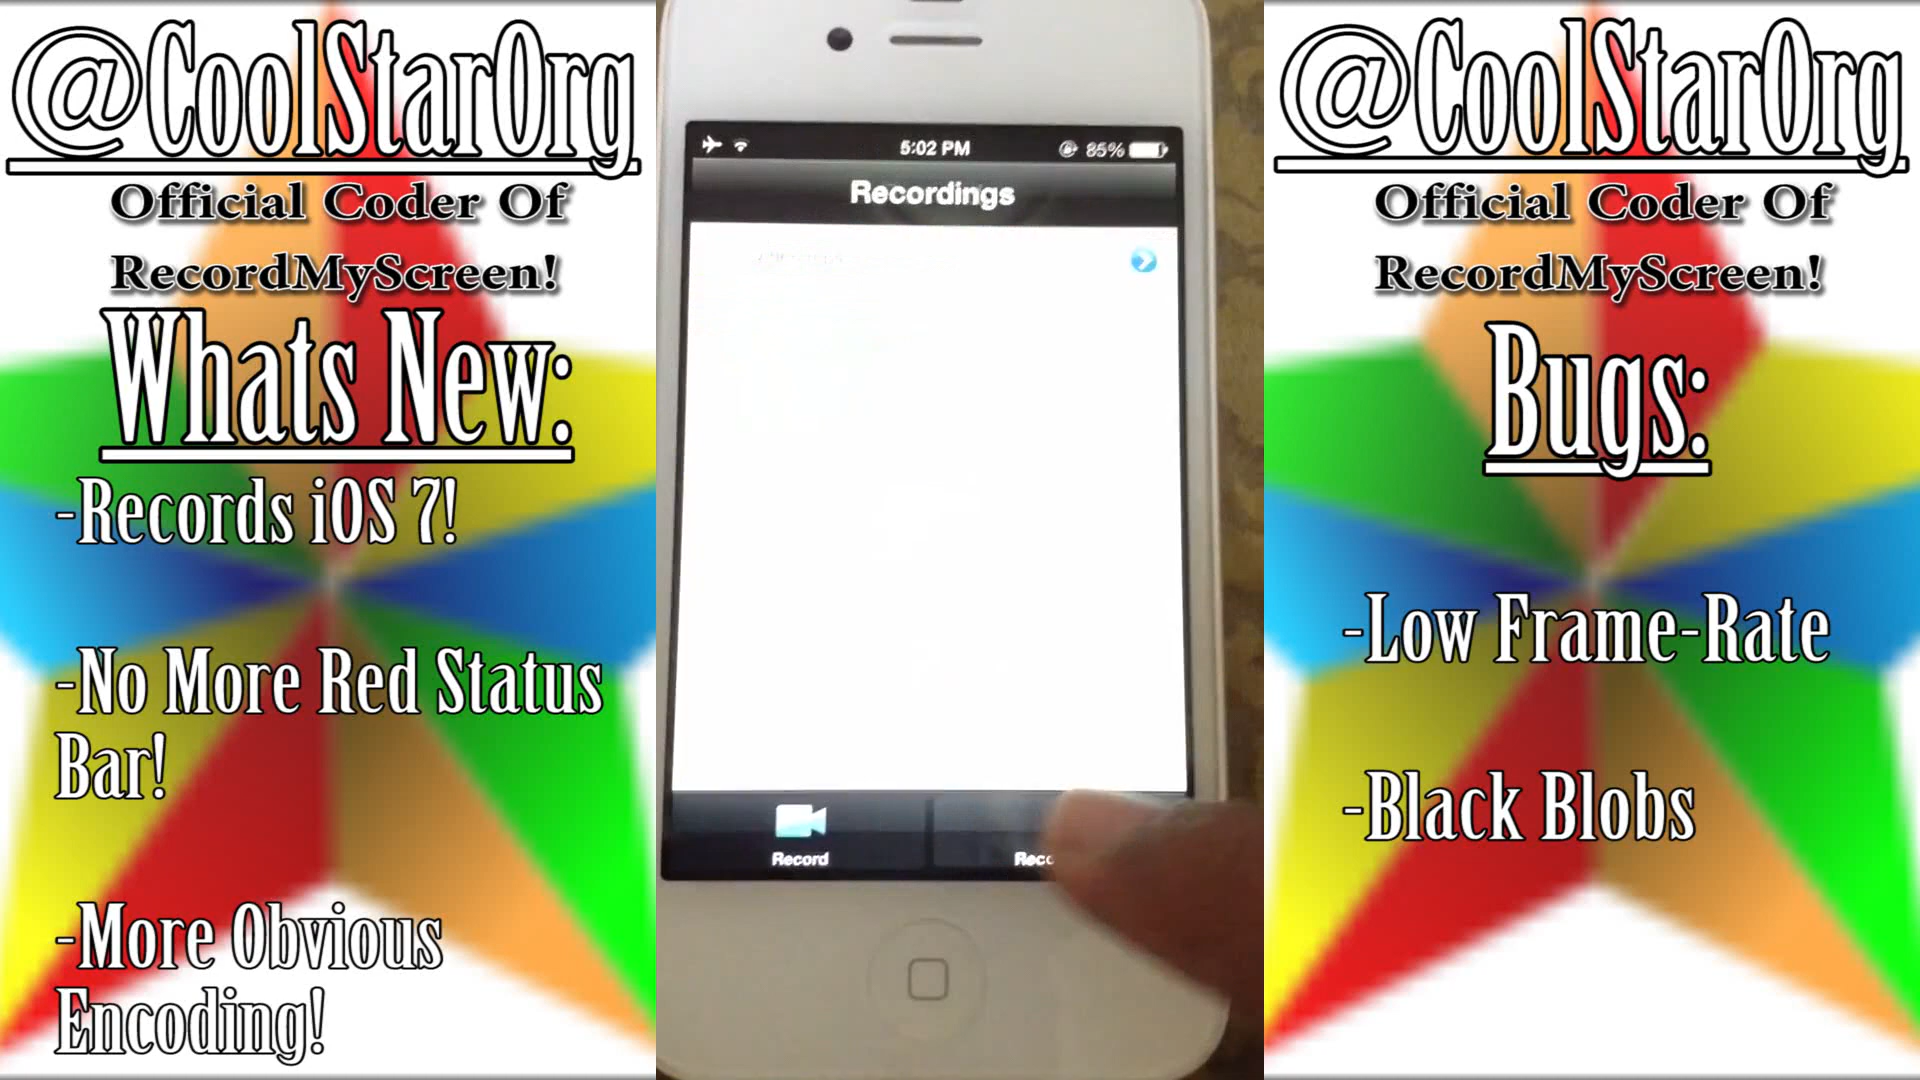 @CoolStarOrg
Official Coder Of
RecordMyScreen!
Whats New:
-Records iOS 7!
-No More Red Status
Bar!
-More Obvious
Encoding!
5:02 PM
85%
Recordings
Record
@CoolStarOrg
Official Coder Of
RecordMyScreen!
Bugs:
-Low Frame-Rate
-Black Blobs